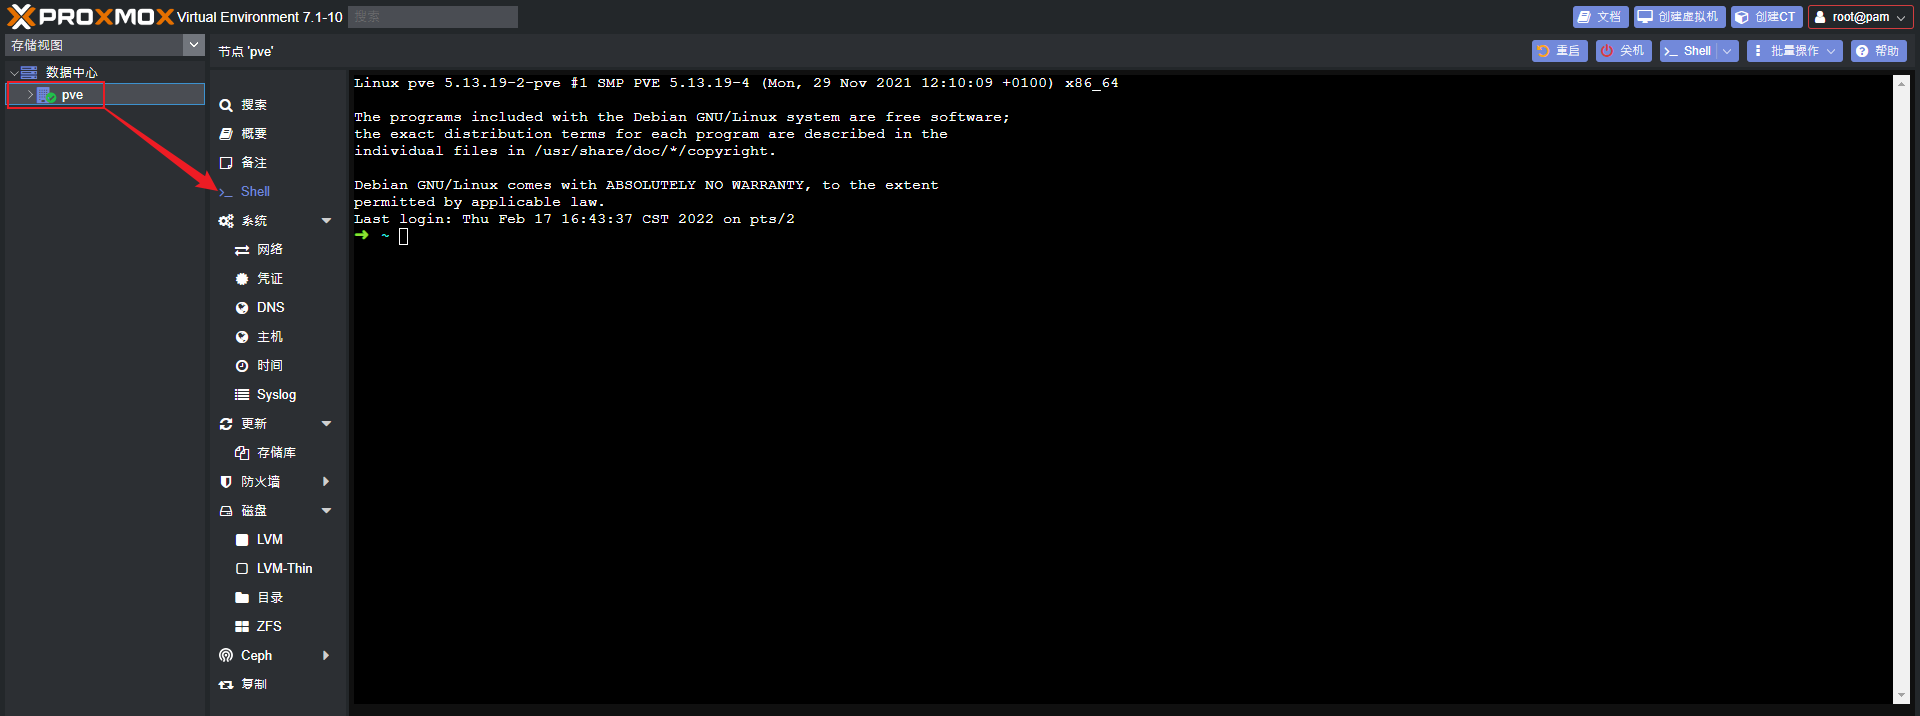 PROXMOX Virtual Environment 7.1-10 搜索
文档 创建虚拟机 创建CT root@pam
存储视图
节点 'pve'
重启 关机 Shell 批量操作 帮助
数据中心
pve
搜索
概要
备注
Shell
系统
网络
凭证
DNS
主机
时间
Syslog
更新
存储库
防火墙
磁盘
LVM
LVM-Thin
目录
ZFS
Ceph
复制
Linux pve 5.13.19-2-pve #1 SMP PVE 5.13.19-4 (Mon, 29 Nov 2021 12:10:09 +0100) x86_64
The programs included with the Debian GNU/Linux system are free software;
the exact distribution terms for each program are described in the
individual files in /usr/share/doc/*/copyright.
Debian GNU/Linux comes with ABSOLUTELY NO WARRANTY, to the extent
permitted by applicable law.
Last login: Thu Feb 17 16:43:37 CST 2022 on pts/2
➜ ~